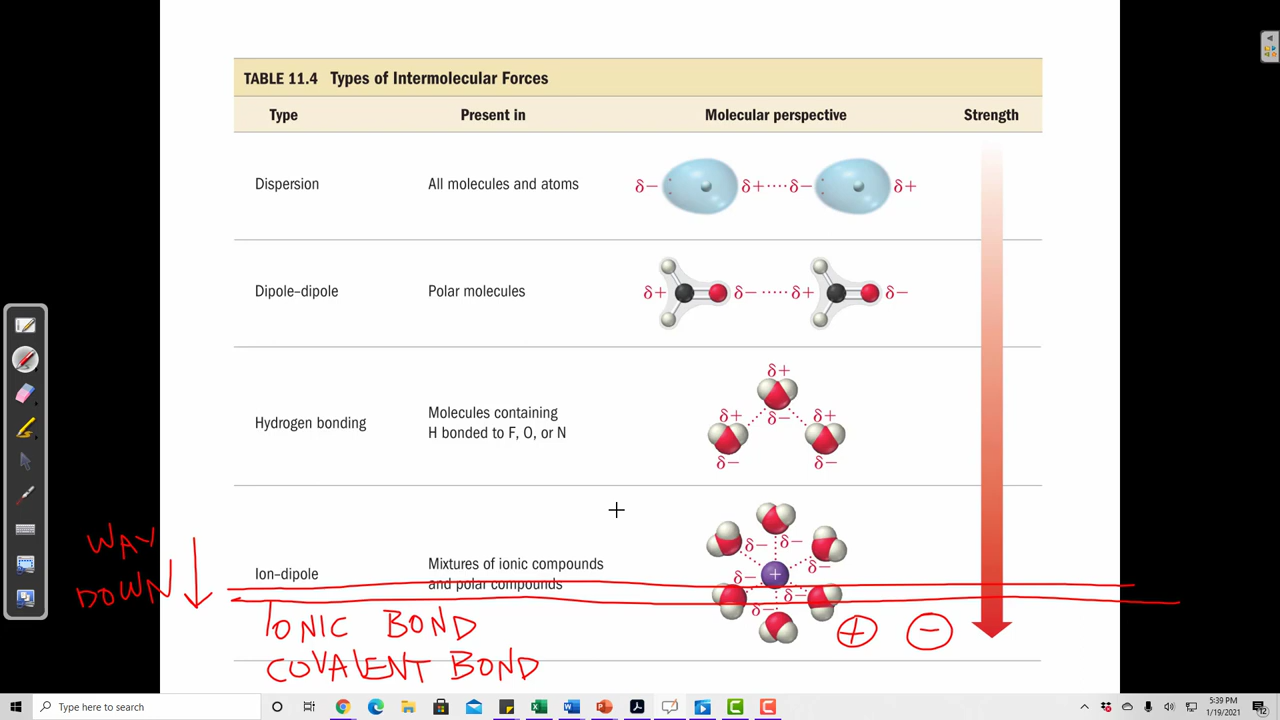 TABLE 11.4 Types of Intermolecular Forces
Type Present in Molecular perspective Strength
Dispersion All molecules and atoms δ− δ+ ···· δ− δ+
Dipole–dipole Polar molecules δ+ δ− ····· δ+ δ−
δ+
Hydrogen bonding Molecules containing
H bonded to F, O, or N
δ+ δ− δ+
δ− δ−
WAY
DOWN
Ion–dipole Mixtures of ionic compounds
and polar compounds
δ− δ−
δ− δ−
+
δ− δ−
IONIC BOND + −
COVALENT BOND
Type here to search
5:39 PM
1/19/2021
12